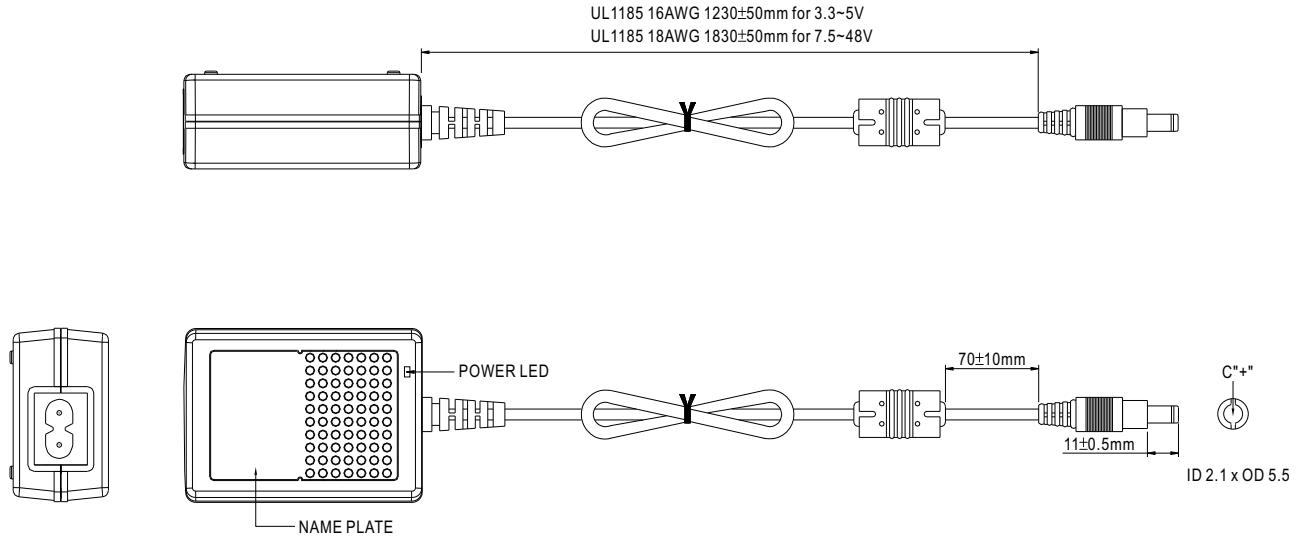 UL1185 16AWG 1230±50mm for 3.3~5V
UL1185 18AWG 1830±50mm for 7.5~48V
POWER LED
70±10mm
C"+"
11±0.5mm
ID 2.1 x OD 5.5
NAME PLATE